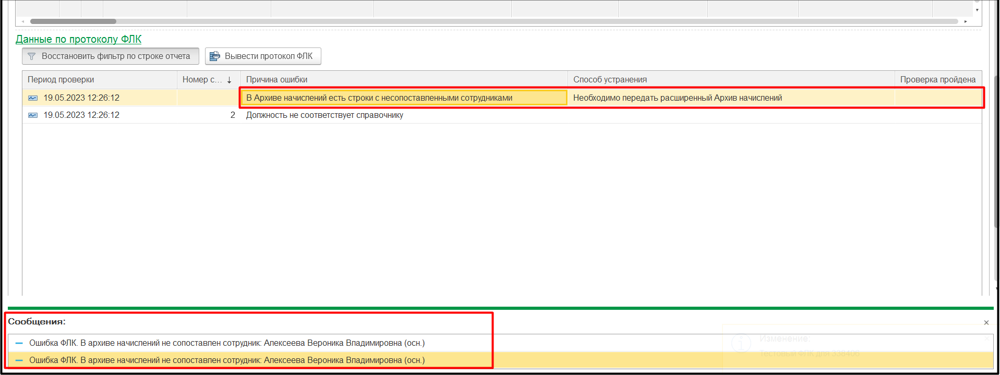 Данные по протоколу ФЛК
Восстановить фильтр по строке отчета Вывести протокол ФЛК
Период проверки Номер с... ↓ Причина ошибки Способ устранения Проверка пройдена
19.05.2023 12:26:12 В Архиве начислений есть строки с несопоставленными сотрудниками Необходимо передать расширенный Архив начислений
19.05.2023 12:26:12 2 Должность не соответствует справочнику
Сообщения:
Ошибка ФЛК. В архиве начислений не сопоставлен сотрудник: Алексеева Вероника Владимировна (осн.)
Изменение:
Тестовый ФЛК для 338406
Ошибка ФЛК. В архиве начислений не сопоставлен сотрудник: Алексеева Вероника Владимировна (осн.)